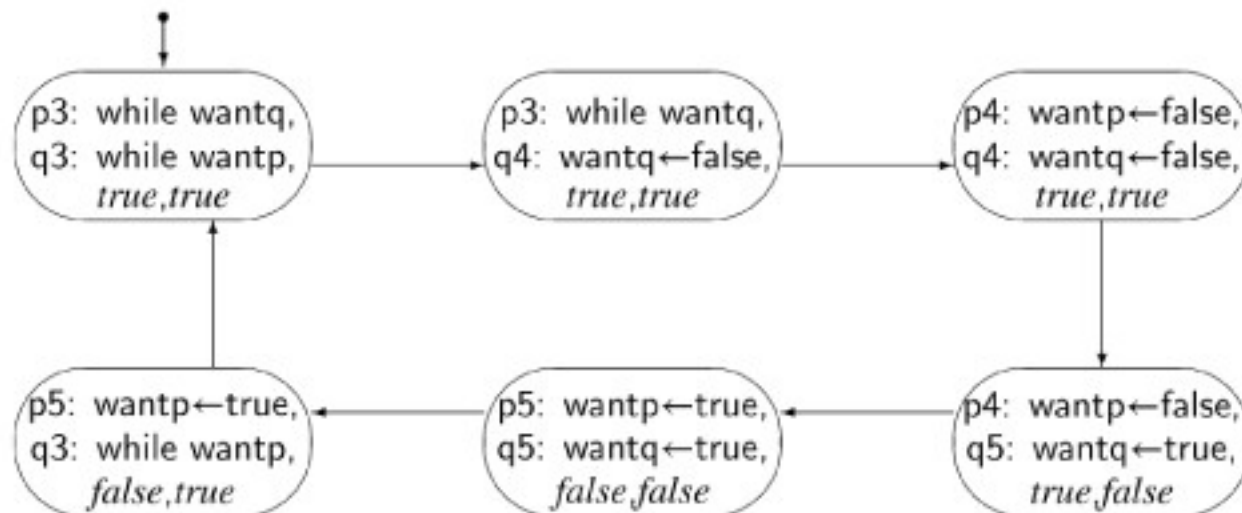 p3: while wantq,
q3: while wantp,
true,true
p3: while wantq,
q4: wantq←false,
true,true
p4: wantp←false,
q4: wantq←false,
true,true
p5: wantp←true,
q3: while wantp,
false,true
p5: wantp←true,
q5: wantq←true,
false,false
p4: wantp←false,
q5: wantq←true,
true,false